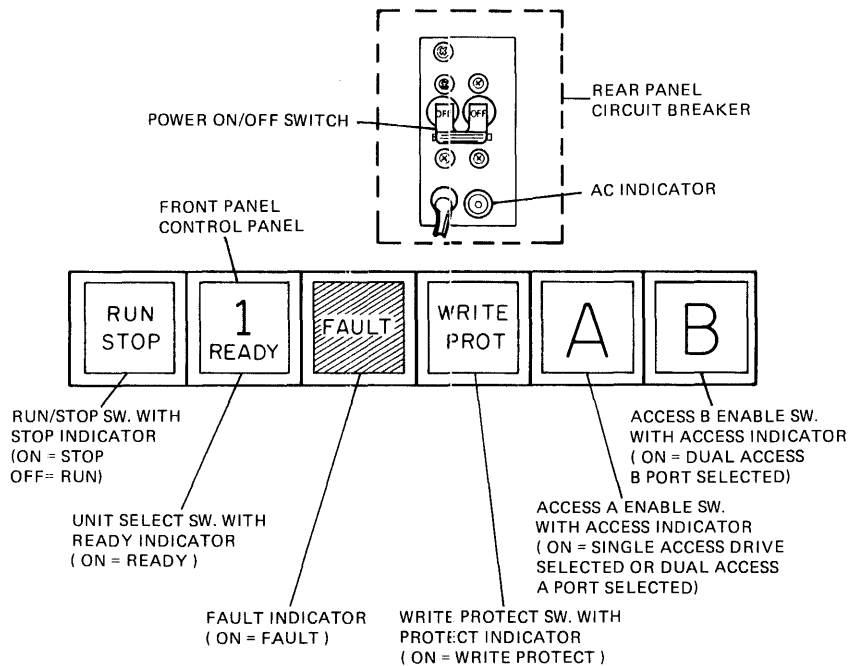 REAR PANEL
CIRCUIT BREAKER
POWER ON/OFF SWITCH
OFF OFF
AC INDICATOR
FRONT PANEL
CONTROL PANEL
RUN
STOP
1
READY
FAULT
WRITE
PROT
A
B
RUN/STOP SW. WITH
STOP INDICATOR
(ON = STOP
OFF= RUN)
UNIT SELECT SW. WITH
READY INDICATOR
( ON = READY )
FAULT INDICATOR
( ON = FAULT )
WRITE PROTECT SW. WITH
PROTECT INDICATOR
( ON = WRITE PROTECT )
ACCESS A ENABLE SW.
WITH ACCESS INDICATOR
( ON = SINGLE ACCESS DRIVE
SELECTED OR DUAL ACCESS
A PORT SELECTED)
ACCESS B ENABLE SW.
WITH ACCESS INDICATOR
( ON = DUAL ACCESS
B PORT SELECTED)